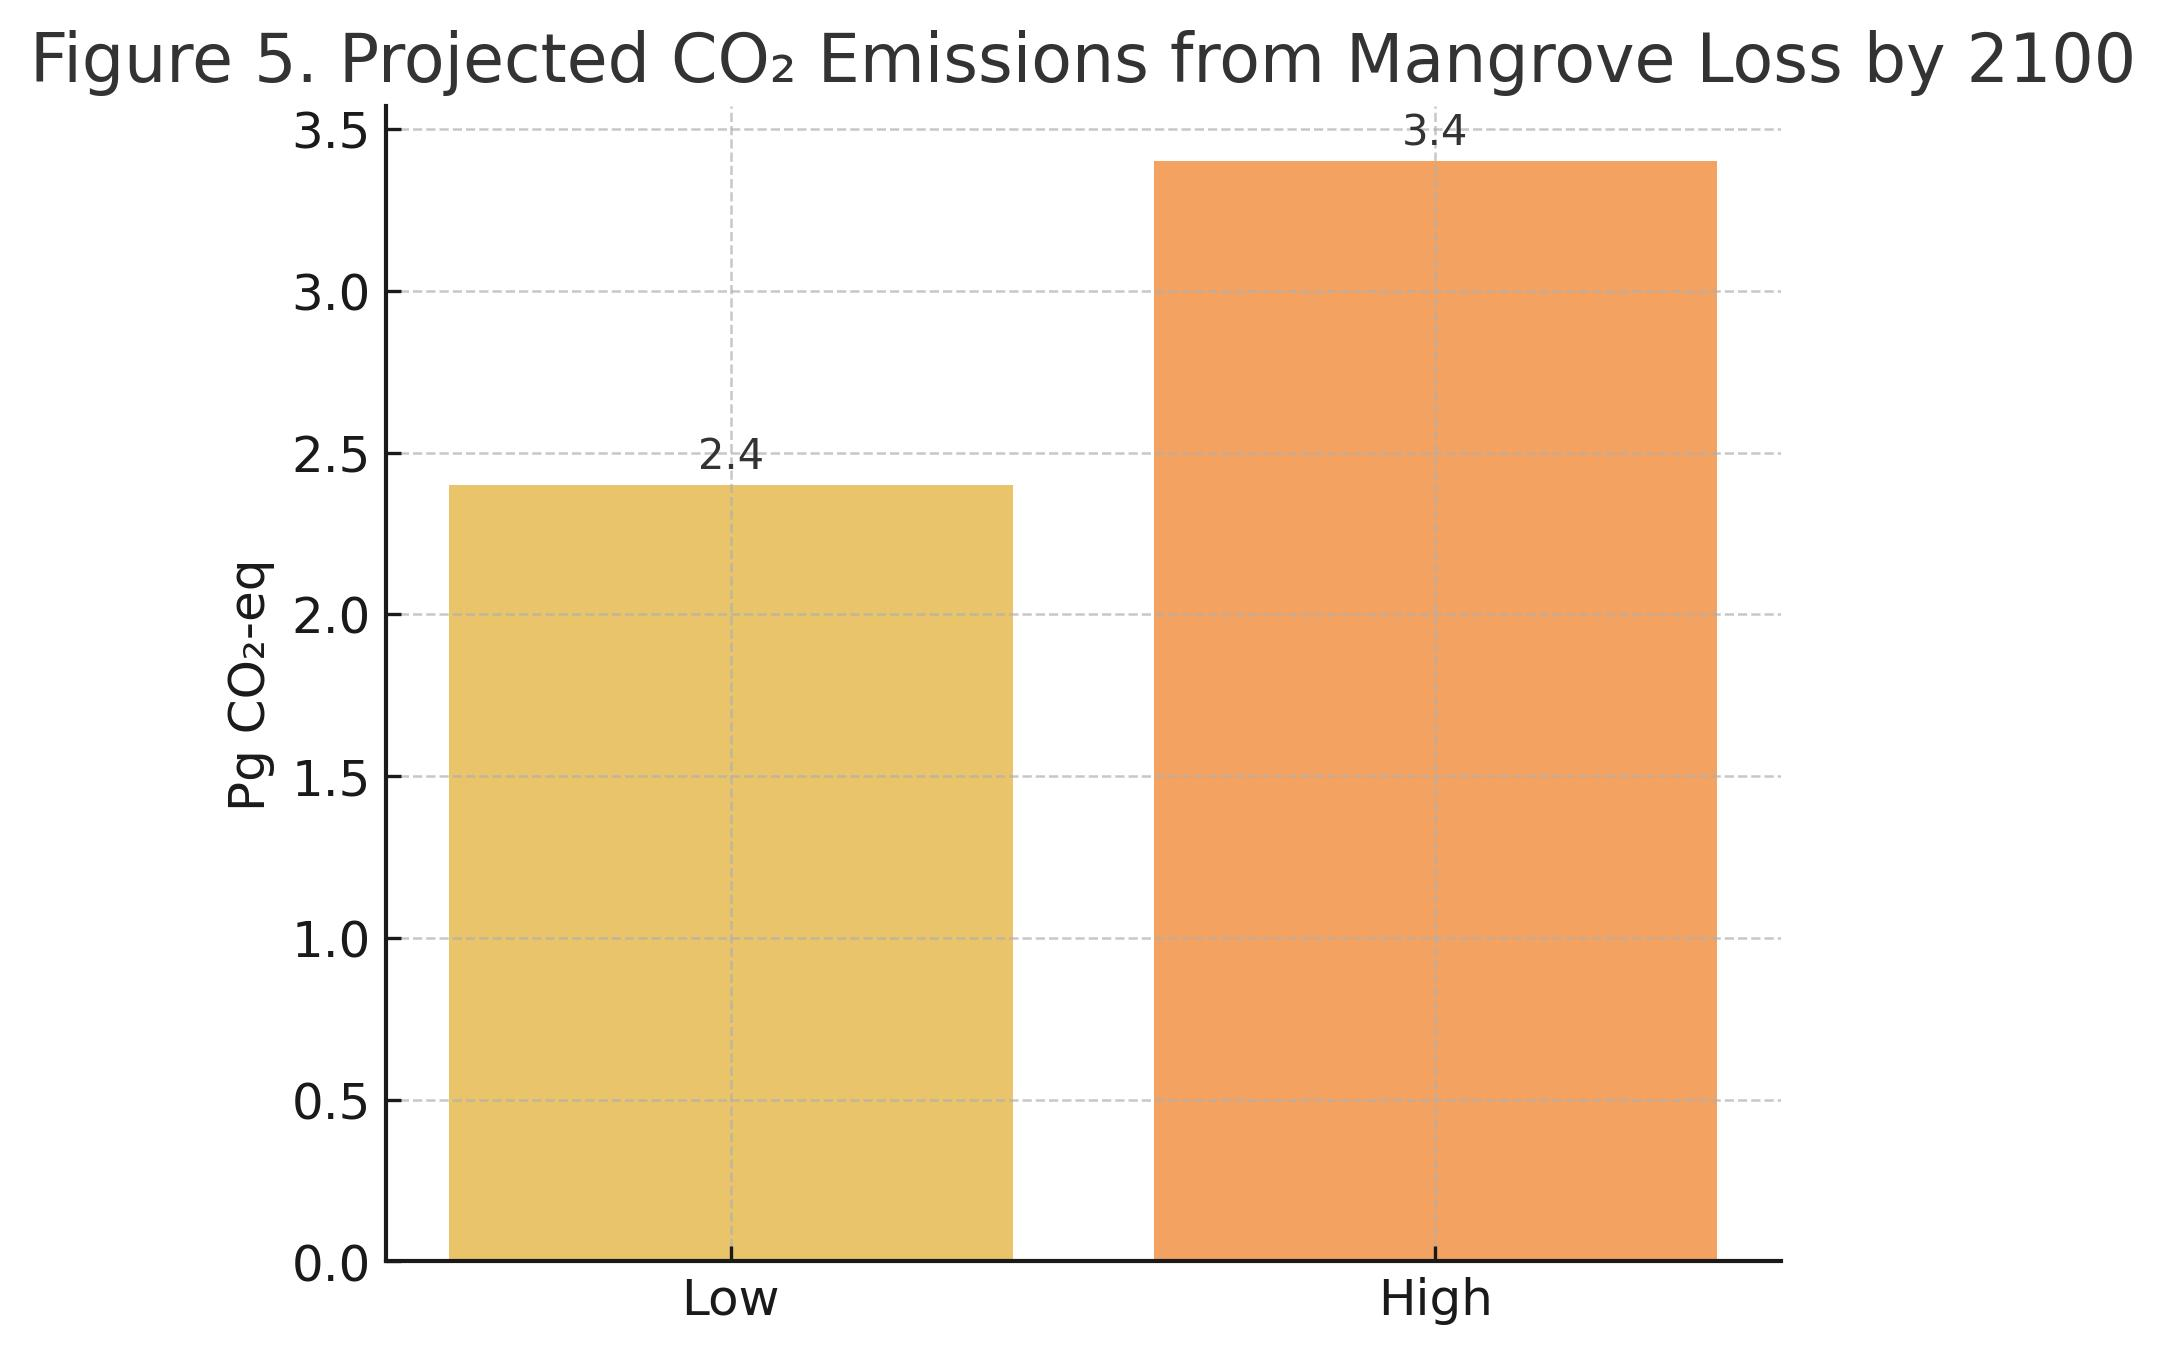 Figure 5. Projected CO₂ Emissions from Mangrove Loss by 2100
3.5
3.0
2.5
2.0
1.5
1.0
0.5
0.0
Pg CO₂-eq
2.4
3.4
Low
High